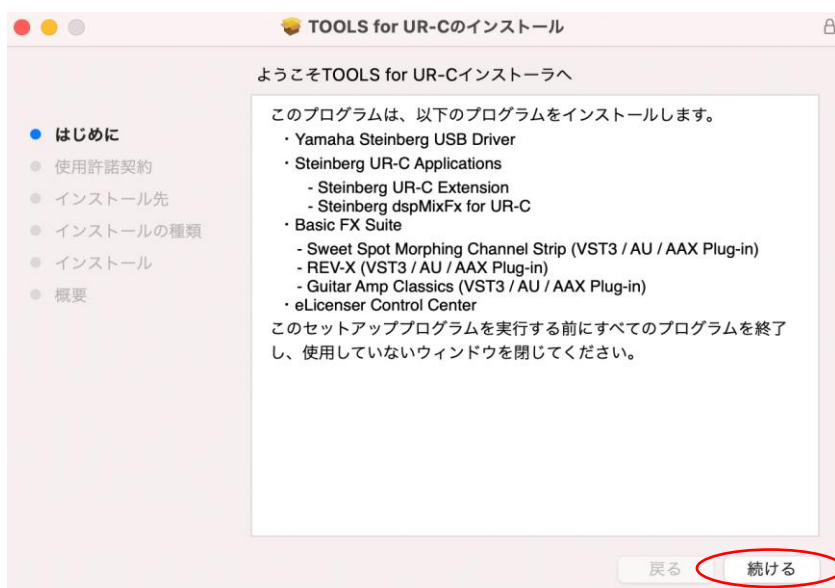 TOOLS for UR-Cのインストール
ようこそTOOLS for UR-Cインストーラへ
はじめに
使用許諾契約
インストール先
インストールの種類
インストール
概要
このプログラムは、以下のプログラムをインストールします。
・Yamaha Steinberg USB Driver
・Steinberg UR-C Applications
- Steinberg UR-C Extension
- Steinberg dspMixFx for UR-C
・Basic FX Suite
- Sweet Spot Morphing Channel Strip (VST3 / AU / AAX Plug-in)
- REV-X (VST3 / AU / AAX Plug-in)
- Guitar Amp Classics (VST3 / AU / AAX Plug-in)
・eLicenser Control Center
このセットアッププログラムを実行する前にすべてのプログラムを終了
し、使用していないウィンドウを閉じてください。
戻る
続ける